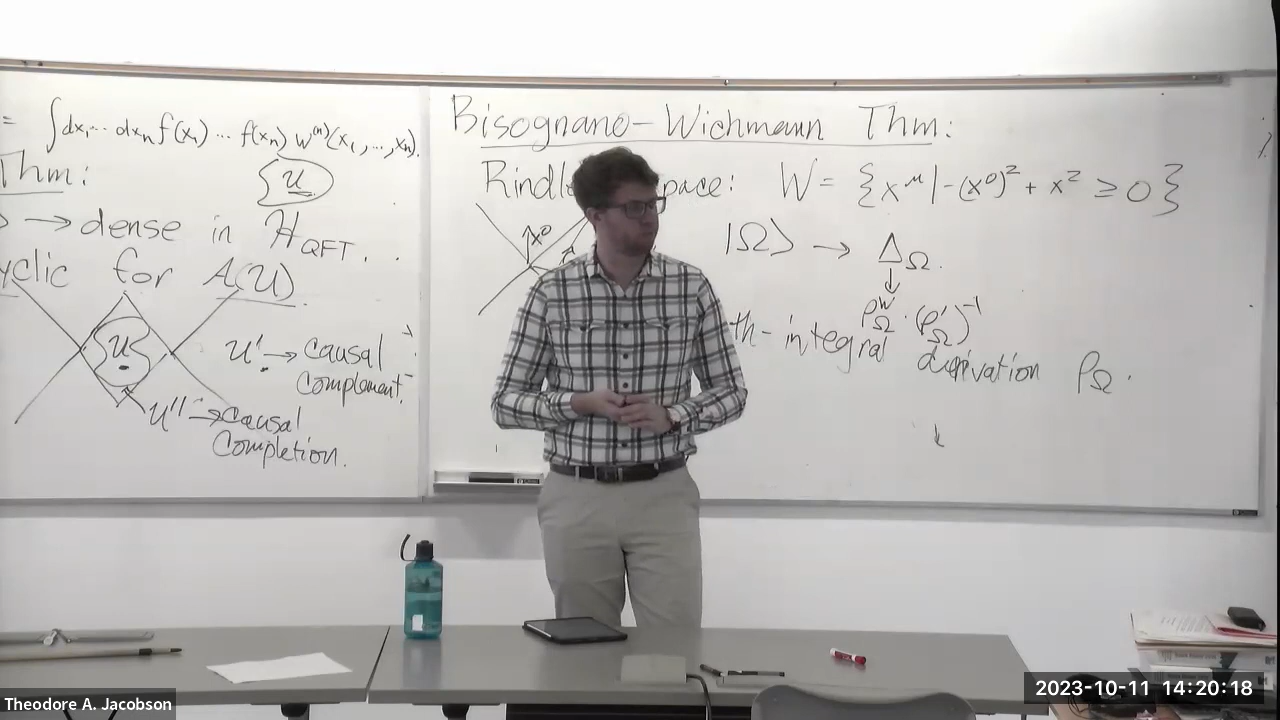 = ∫dx₁... dxₙ f(x₁) ... f(xₙ) W⁽ⁿ⁾(x₁,...,xₙ).
Thm:
{U}
→ dense in H_QFT.
yclic for A(U).
U
U' → causal
complement.
U'' → causal
completion.
Bisognano-Wichmann Thm:
Rindl pace: W = {x^μ | -(x⁰)² + x² ≥ 0}
x⁰
|Ω⟩ → Δ_Ω.
↓
ρ_Ω^W · (ρ'_Ω)⁻¹
th-integral derivation ρ_Ω.
Theodore A. Jacobson
2023-10-11 14:20:18